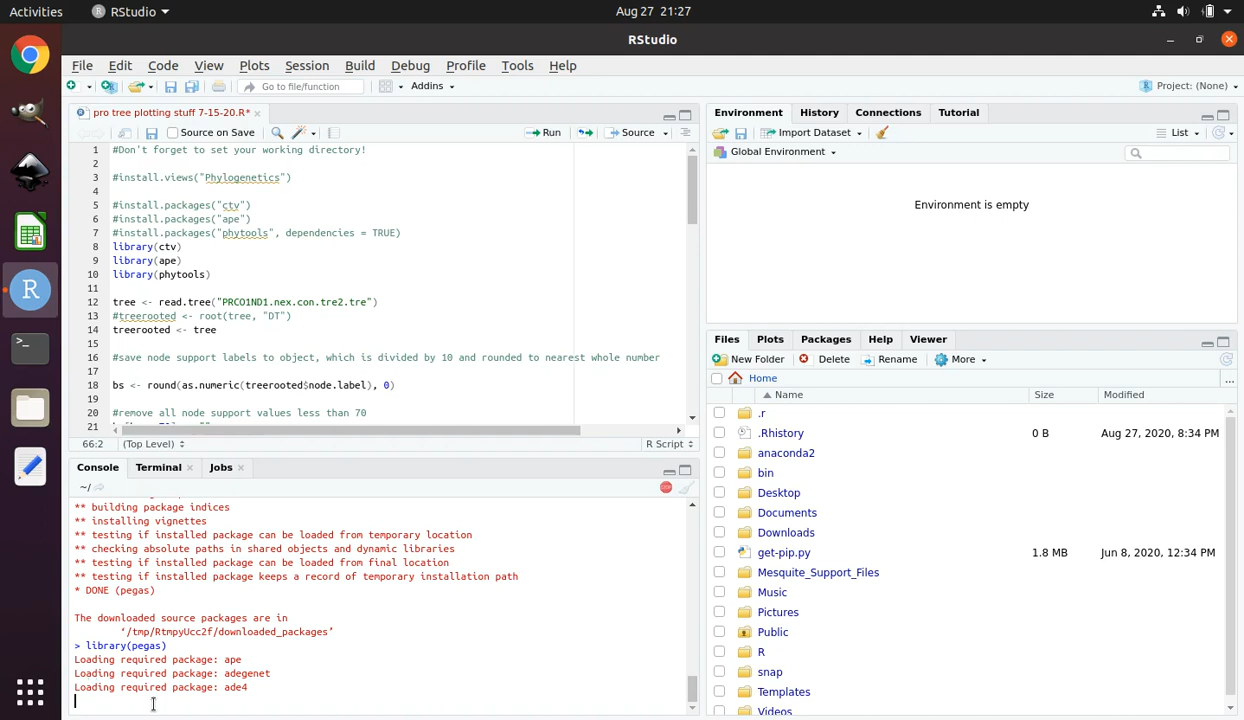 Activities
RStudio
Aug 27 21:27
RStudio
File Edit Code View Plots Session Build Debug Profile Tools Help
Go to file/function
Addins
Project: (None)
pro tree plotting stuff 7-15-20.R*
Source on Save
Run
Source
1 #Don't forget to set your working directory!
2
3 #install.views("Phylogenetics")
4
5 #install.packages("ctv")
6 #install.packages("ape")
7 #install.packages("phytools", dependencies = TRUE)
8 library(ctv)
9 library(ape)
10 library(phytools)
11
12 tree <- read.tree("PRCO1ND1.nex.con.tre2.tre")
13 #treerooted <- root(tree, "DT")
14 treerooted <- tree
15
16 #save node support labels to object, which is divided by 10 and rounded to nearest whole number
17
18 bs <- round(as.numeric(treerooted$node.label), 0)
19
20 #remove all node support values less than 70
21
66:2 (Top Level) R Script
Console Terminal Jobs
~/
** building package indices
** installing vignettes
** testing if installed package can be loaded from temporary location
** checking absolute paths in shared objects and dynamic libraries
** testing if installed package can be loaded from final location
** testing if installed package keeps a record of temporary installation path
* DONE (pegas)
The downloaded source packages are in
‘/tmp/RtmpyUcc2f/downloaded_packages’
> library(pegas)
Loading required package: ape
Loading required package: adegenet
Loading required package: ade4
Environment History Connections Tutorial
Import Dataset
List
Global Environment
Environment is empty
Files Plots Packages Help Viewer
New Folder Delete Rename More
Home
...
Name Size Modified
.r
.Rhistory 0 B Aug 27, 2020, 8:34 PM
anaconda2
bin
Desktop
Documents
Downloads
get-pip.py 1.8 MB Jun 8, 2020, 12:34 PM
Mesquite_Support_Files
Music
Pictures
Public
R
snap
Templates
Videos